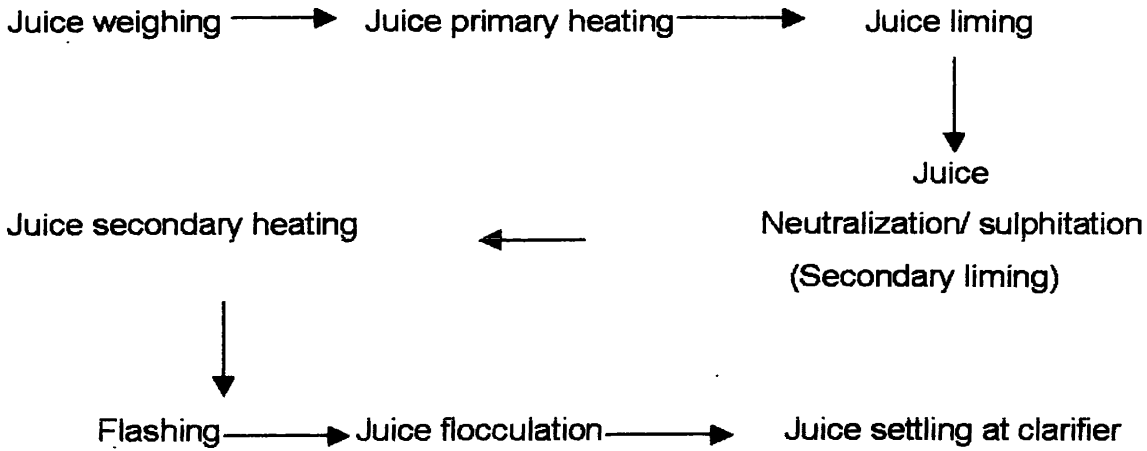 Juice weighing
Juice primary heating
Juice liming
Juice
Neutralization/ sulphitation
(Secondary liming)
Juice secondary heating
Flashing
Juice flocculation
Juice settling at clarifier